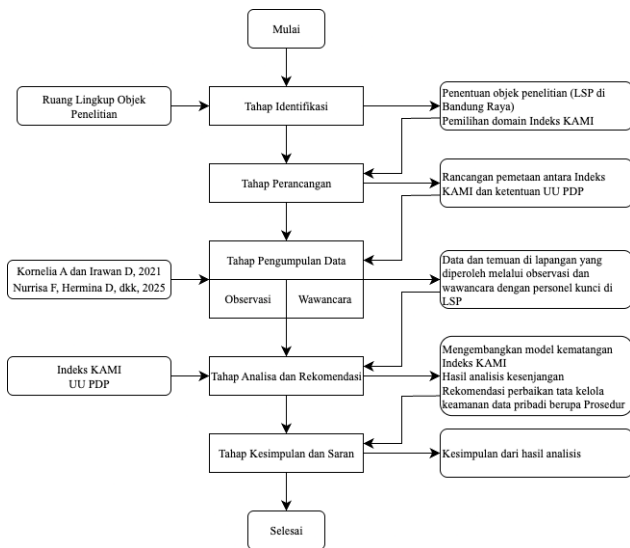 Mulai
Ruang Lingkup Objek
Penelitian
Tahap Identifikasi
Penentuan objek penelitian (LSP di
Bandung Raya)
Pemilihan domain Indeks KAMI
Tahap Perancangan
Rancangan pemetaan antara Indeks
KAMI dan ketentuan UU PDP
Kornelia A dan Irawan D, 2021
Nurrisa F, Hermina D, dkk, 2025
Tahap Pengumpulan Data
Observasi
Wawancara
Data dan temuan di lapangan yang
diperoleh melalui observasi dan
wawancara dengan personel kunci di
LSP
Indeks KAMI
UU PDP
Tahap Analisa dan Rekomendasi
Mengembangkan model kematangan
Indeks KAMI
Hasil analisis kesenjangan
Rekomendasi perbaikan tata kelola
keamanan data pribadi berupa Prosedur
Tahap Kesimpulan dan Saran
Kesimpulan dari hasil analisis
Selesai